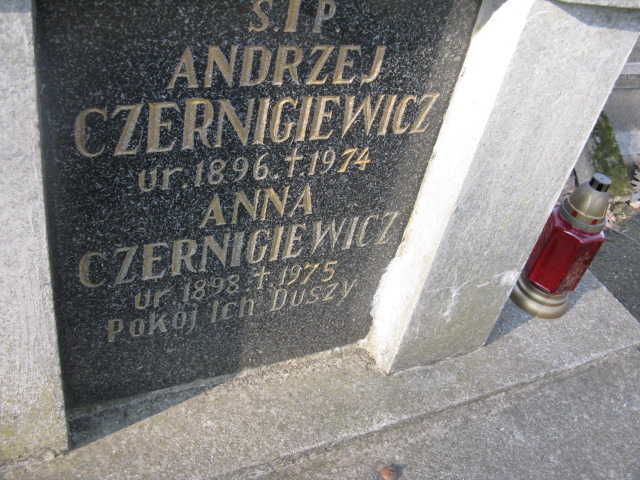 S.†P
ANDRZEJ
CZERNIGIEWICZ
ur. 1896. † 1974
ANNA
CZERNIGIEWICZ
ur 1898. † 1975
Pokój Ich Duszy